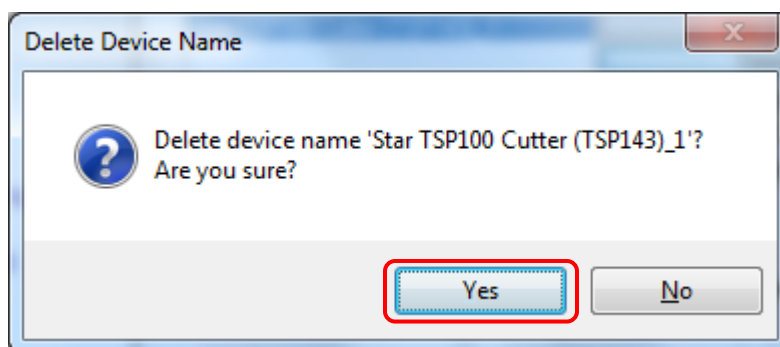 Delete Device Name
Delete device name 'Star TSP100 Cutter (TSP143)_1'?
Are you sure?
Yes
No